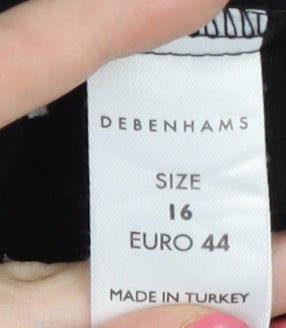 DEBENHAMS
SIZE
16
EURO 44
MADE IN TURKEY